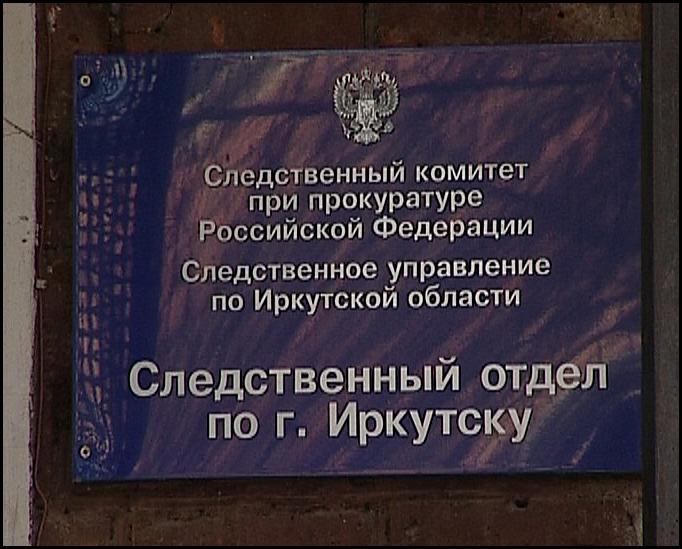 Следственный комитет
при прокуратуре
Российской Федерации
Следственное управление
по Иркутской области
Следственный отдел
по г. Иркутску